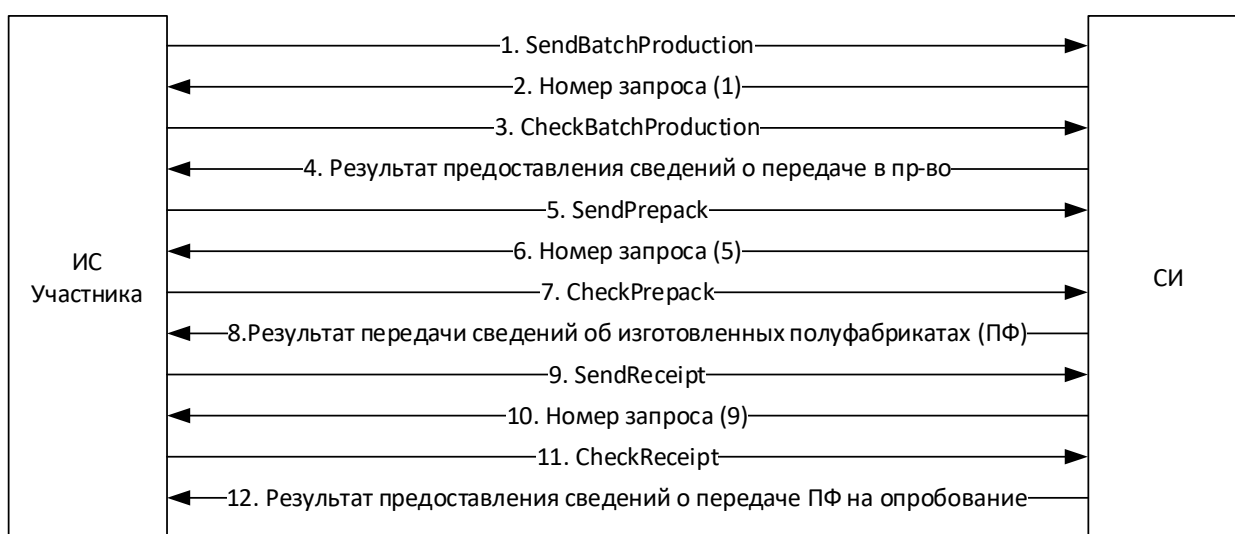 1. SendBatchProduction
2. Номер запроса (1)
3. CheckBatchProduction
4. Результат предоставления сведений о передаче в пр-во
5. SendPrepack
6. Номер запроса (5)
ИС
Участника
СИ
7. CheckPrepack
8.Результат передачи сведений об изготовленных полуфабрикатах (ПФ)
9. SendReceipt
10. Номер запроса (9)
11. CheckReceipt
12. Результат предоставления сведений о передаче ПФ на опробование